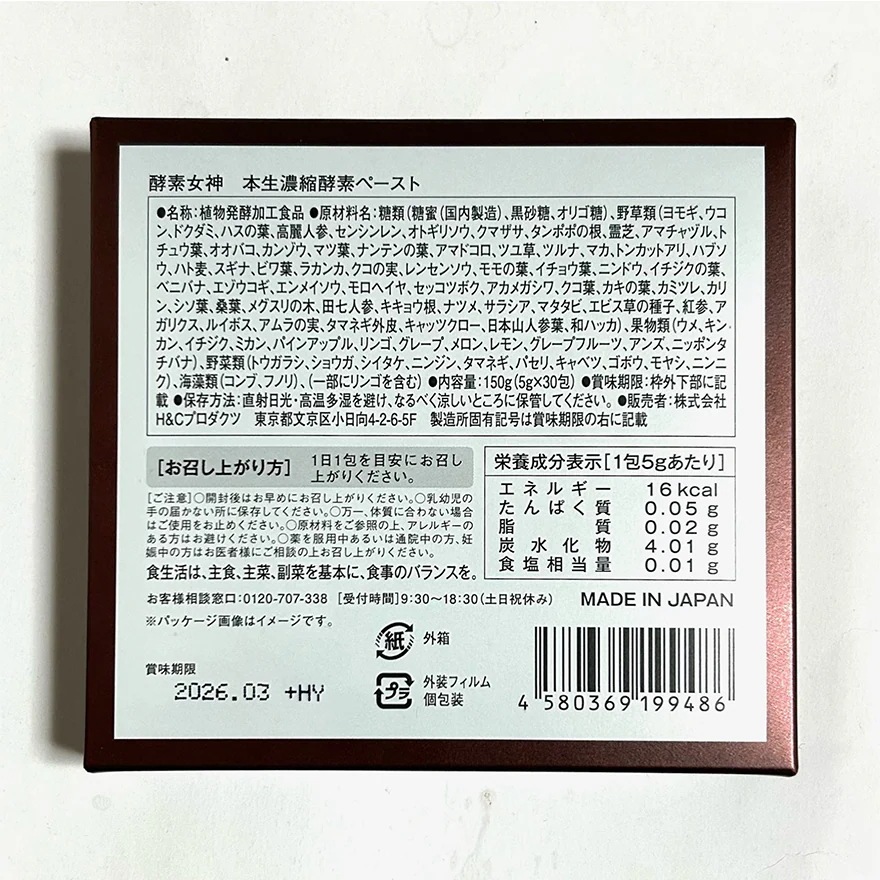 酵素女神　本生濃縮酵素ペースト
●名称:植物発酵加工食品 ●原材料名:糖類(糖蜜(国内製造)、黒砂糖、オリゴ糖)、野草類(ヨモギ、ウコ
ン、ドクダミ、ハスの葉、高麗人参、センシンレン、オトギリソウ、クマザサ、タンポポの根、霊芝、アマチャヅル、ト
チュウ葉、オオバコ、カンゾウ、マツ葉、ナンテンの葉、アマドコロ、ツユ草、ツルナ、マカ、トンカットアリ、ハブソ
ウ、ハト麦、スギナ、ビワ葉、ラカンカ、クコの実、レンセンソウ、モモの葉、イチョウ葉、ニンドウ、イチジクの葉、
ベニバナ、エゾウコギ、エンメイソウ、モロヘイヤ、セッコツボク、アカメガシワ、クコ葉、カキの葉、カミツレ、カリ
ン、シソ葉、桑葉、メグスリの木、田七人参、キキョウ根、ナツメ、サラシア、マタタビ、エビス草の種子、紅参、ア
ガリクス、ルイボス、アムラの実、タマネギ外皮、キャッツクロー、日本山人参葉、和ハッカ)、果物類(ウメ、キン
カン、イチジク、ミカン、パインアップル、リンゴ、グレープ、メロン、レモン、グレープフルーツ、アンズ、ニッポンタ
チバナ)、野菜類(トウガラシ、ショウガ、シイタケ、ニンジン、タマネギ、パセリ、キャベツ、ゴボウ、モヤシ、ニンニ
ク)、海藻類(コンブ、フノリ)、(一部にリンゴを含む) ●内容量:150g(5g×30包) ●賞味期限:枠外下部に記
載 ●保存方法:直射日光・高温多湿を避け、なるべく涼しいところに保管してください。●販売者:株式会社
H&Cプロダクツ　東京都文京区小日向4-2-6-5F　製造所固有記号は賞味期限の右に記載
[お召し上がり方]　1日1包を目安にお召し
上がりください。
[ご注意]○開封後はお早めにお召し上がりください。○乳幼児の
手の届かない所に保存してください。○万一、体質に合わない場合
はご使用をお止めください。○原材料をご参照の上、アレルギーの
ある方はお避けください。○薬を服用中あるいは通院中の方、妊
娠中の方はお医者様にご相談の上お召し上がりください。
食生活は、主食、主菜、副菜を基本に、食事のバランスを。
栄養成分表示[1包5gあたり]
エネルギー 16kcal
たんぱく質 0.05 g
脂質 0.02 g
炭水化物 4.01 g
食塩相当量 0.01 g
お客様相談窓口:0120-707-338 [受付時間]9:30～18:30(土日祝休み)
MADE IN JAPAN
※パッケージ画像はイメージです。
紙 外箱
プラ 外装フィルム
個包装
賞味期限
2026.03 +HY
4 580369 199486